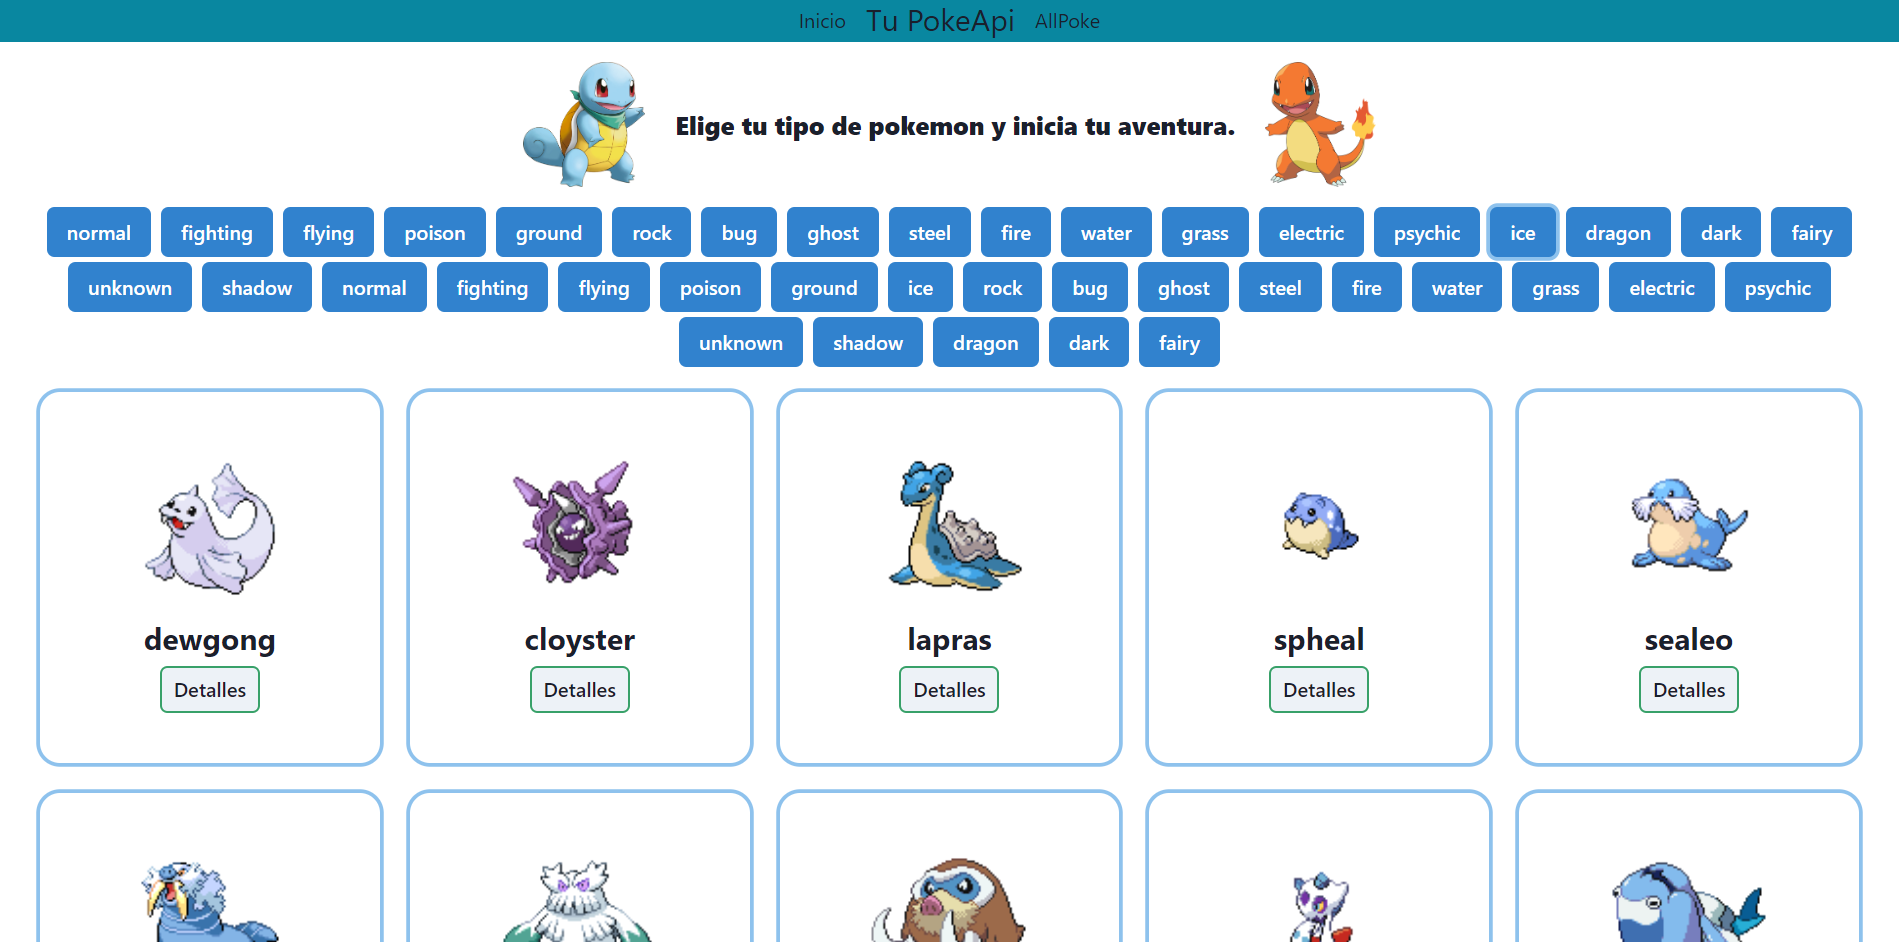 Inicio Tu PokeApi AllPoke
Elige tu tipo de pokemon y inicia tu aventura.
normal fighting flying poison ground rock bug ghost steel fire water grass electric psychic ice dragon dark fairy
unknown shadow normal fighting flying poison ground ice rock bug ghost steel fire water grass electric psychic
unknown shadow dragon dark fairy
dewgong cloyster lapras spheal sealeo
Detalles Detalles Detalles Detalles Detalles